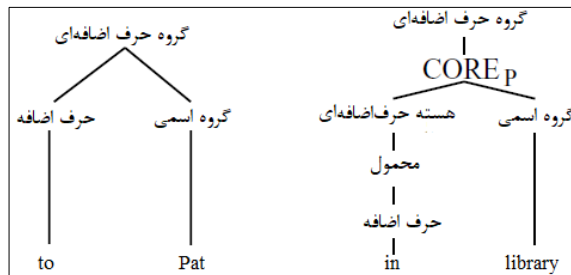 گروه حرف اضافه‌ای
حرف اضافه
گروه اسمی
to
Pat
گروه حرف اضافه‌ای
CORE P
هسته حرف‌اضافه‌ای
گروه اسمی
محمول
حرف اضافه
in
library